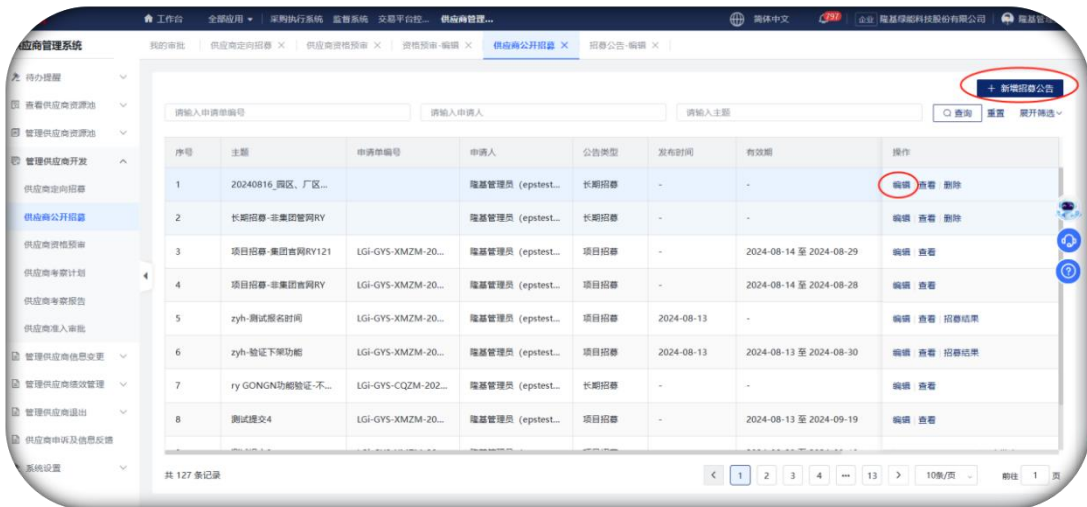 工作台 全部应用 采购执行系统 监督系统 交易平台控... 供应商管理... 简体中文 397 企业 隆基绿能科技股份有限公司
应商管理系统 我的审批 供应商定向招募 × 供应商资格预审 × 资格预审-编辑 × 供应商公开招募 × 招募公告-编辑 ×
待办提醒
查看供应商资源池
管理供应商资源池
管理供应商开发
供应商定向招募
供应商公开招募
供应商资格预审
供应商考察计划
供应商考察报告
供应商准入审批
管理供应商信息变更
管理供应商绩效管理
管理供应商退出
供应商申诉及信息反馈
系统设置
+ 新增招募公告
请输入申请单编号 请输入申请人 请输入主题 查询 重置 展开筛选
序号 主题 申请单编号 申请人 公告类型 发布时间 有效期 操作
1 20240816_园区、厂区... 隆基管理员 (epstest... 长期招募 - - 编辑 查看 删除
2 长期招募-非集团管网RY 隆基管理员 (epstest... 长期招募 - - 编辑 查看 删除
3 项目招募-集团官网RY121 LGi-GYS-XMZM-20... 隆基管理员 (epstest... 项目招募 - 2024-08-14 至 2024-08-29 编辑 查看
4 项目招募-非集团官网RY LGi-GYS-XMZM-20... 隆基管理员 (epstest... 项目招募 - 2024-08-14 至 2024-08-28 编辑 查看
5 zyh-测试报名时间 LGi-GYS-XMZM-20... 隆基管理员 (epstest... 项目招募 2024-08-13 - 编辑 查看 招募结果
6 zyh-验证下架功能 LGi-GYS-XMZM-20... 隆基管理员 (epstest... 项目招募 2024-08-13 2024-08-13 至 2024-08-30 编辑 查看 招募结果
7 ry GONGN功能验证-不... LGi-GYS-CQZM-202... 隆基管理员 (epstest... 长期招募 - - 编辑 查看
8 测试提交4 LGi-GYS-XMZM-20... 隆基管理员 (epstest... 项目招募 - 2024-08-13 至 2024-09-19 编辑 查看
共 127 条记录 < 1 2 3 4 ··· 13 > 10条/页 前往 1 页